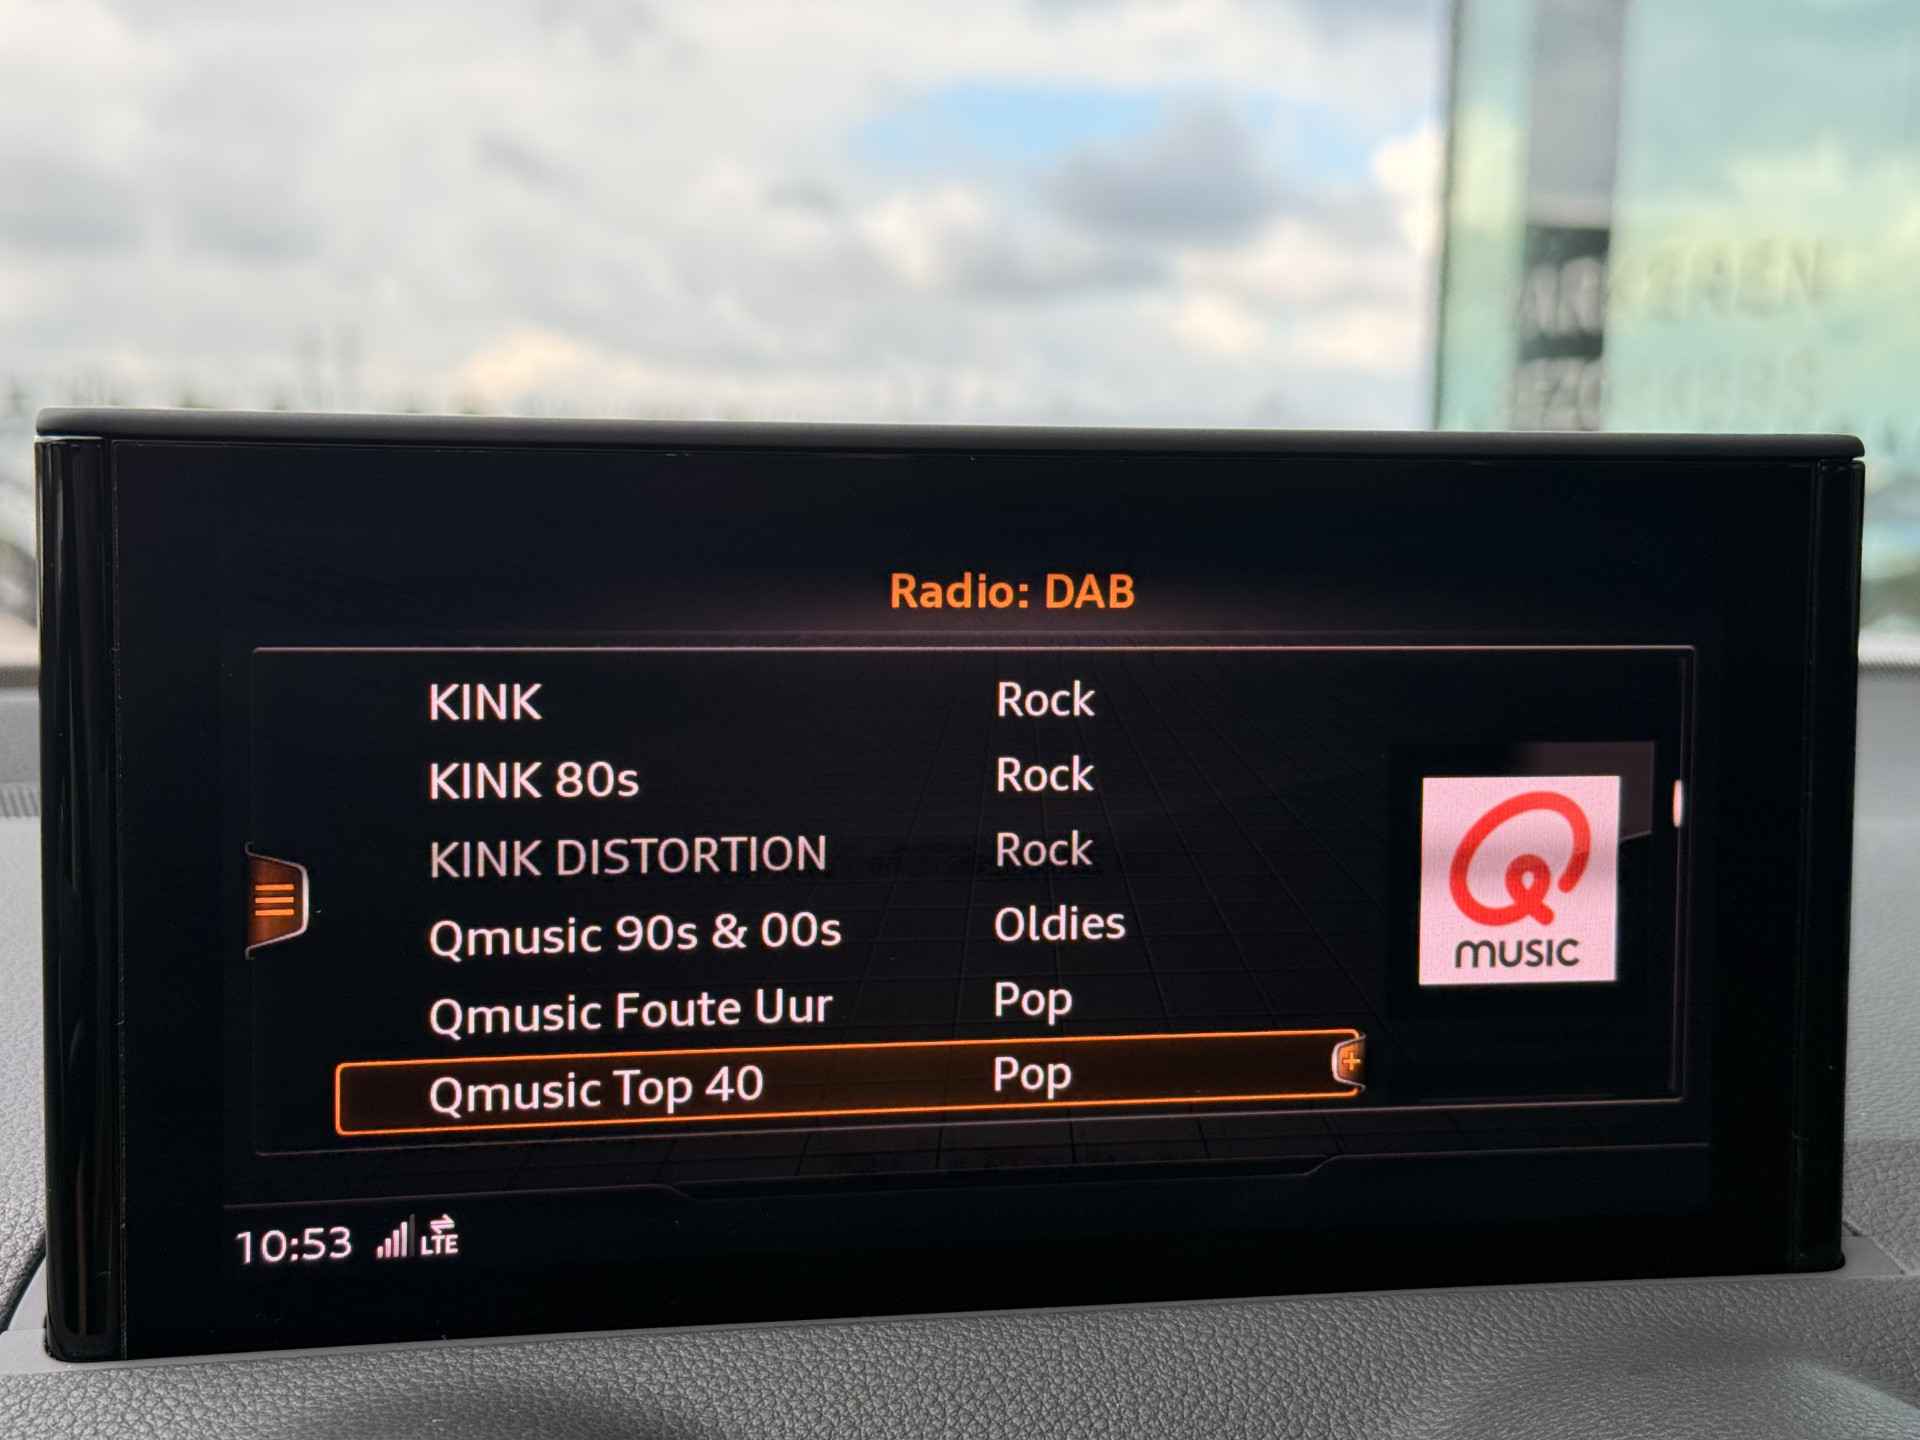 Radio: DAB
KINK Rock
KINK 80s Rock
KINK DISTORTION Rock
Qmusic 90s & 00s Oldies
Qmusic Foute Uur Pop
Qmusic Top 40 Pop
Q
MUSIC
10:53 LTE